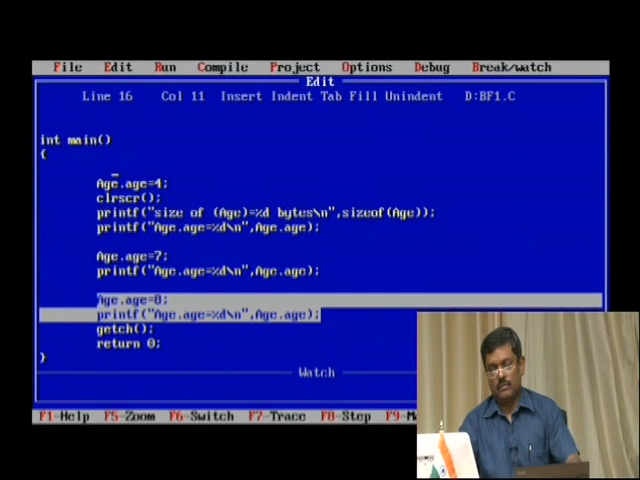 File Edit Run Compile Project Options Debug Break/watch
Edit
Line 16 Col 11 Insert Indent Tab Fill Unindent D:BF1.C
int main()
{
Age.age=4;
clrscr();
printf("size of (Age)=%d bytes\n",sizeof(Age));
printf("Age.age=%d\n",Age.age);
Age.age=7;
printf("Age.age=%d\n",Age.age);
Age.age=8;
printf("Age.age=%d\n",Age.age);
getch();
return 0;
}
Watch
F1-Help F5-Zoom F6-Switch F7-Trace F8-Step